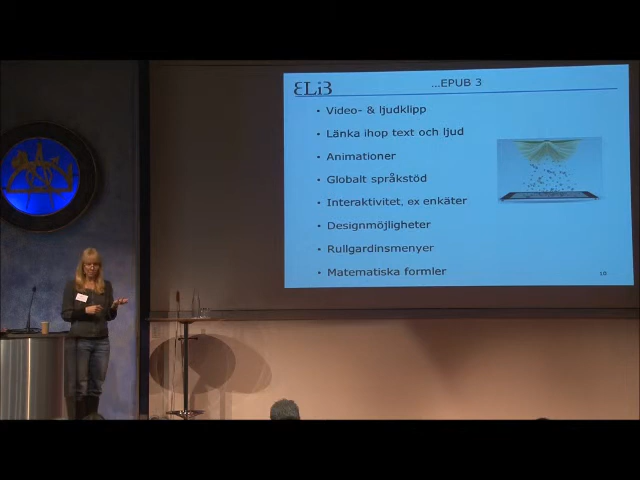 ELiB
...EPUB 3
• Video- & ljudklipp
• Länka ihop text och ljud
• Animationer
• Globalt språkstöd
• Interaktivitet, ex enkäter
• Designmöjligheter
• Rullgardinsmenyer
• Matematiska formler